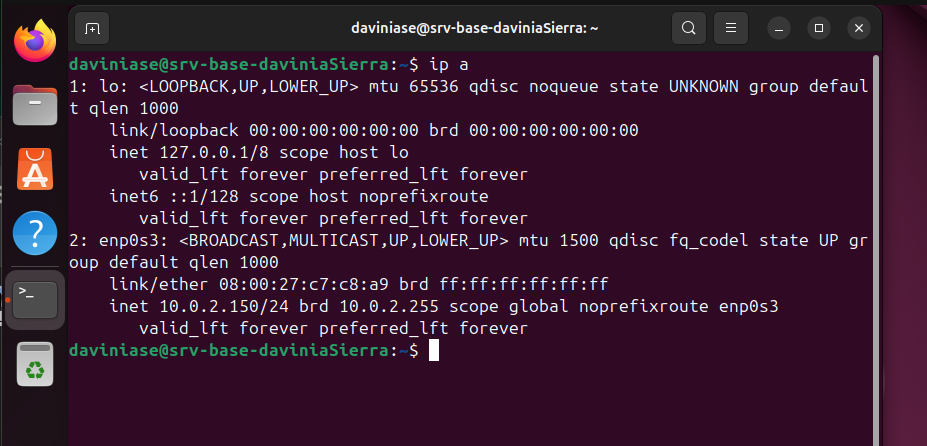 daviniase@srv-base-daviniaSierra: ~
daviniase@srv-base-daviniaSierra:~$ ip a
1: lo: <LOOPBACK,UP,LOWER_UP> mtu 65536 qdisc noqueue state UNKNOWN group defaul
t qlen 1000
    link/loopback 00:00:00:00:00:00 brd 00:00:00:00:00:00
    inet 127.0.0.1/8 scope host lo
       valid_lft forever preferred_lft forever
    inet6 ::1/128 scope host noprefixroute
       valid_lft forever preferred_lft forever
2: enp0s3: <BROADCAST,MULTICAST,UP,LOWER_UP> mtu 1500 qdisc fq_codel state UP gr
oup default qlen 1000
    link/ether 08:00:27:c7:c8:a9 brd ff:ff:ff:ff:ff:ff
    inet 10.0.2.150/24 brd 10.0.2.255 scope global noprefixroute enp0s3
       valid_lft forever preferred_lft forever
daviniase@srv-base-daviniaSierra:~$